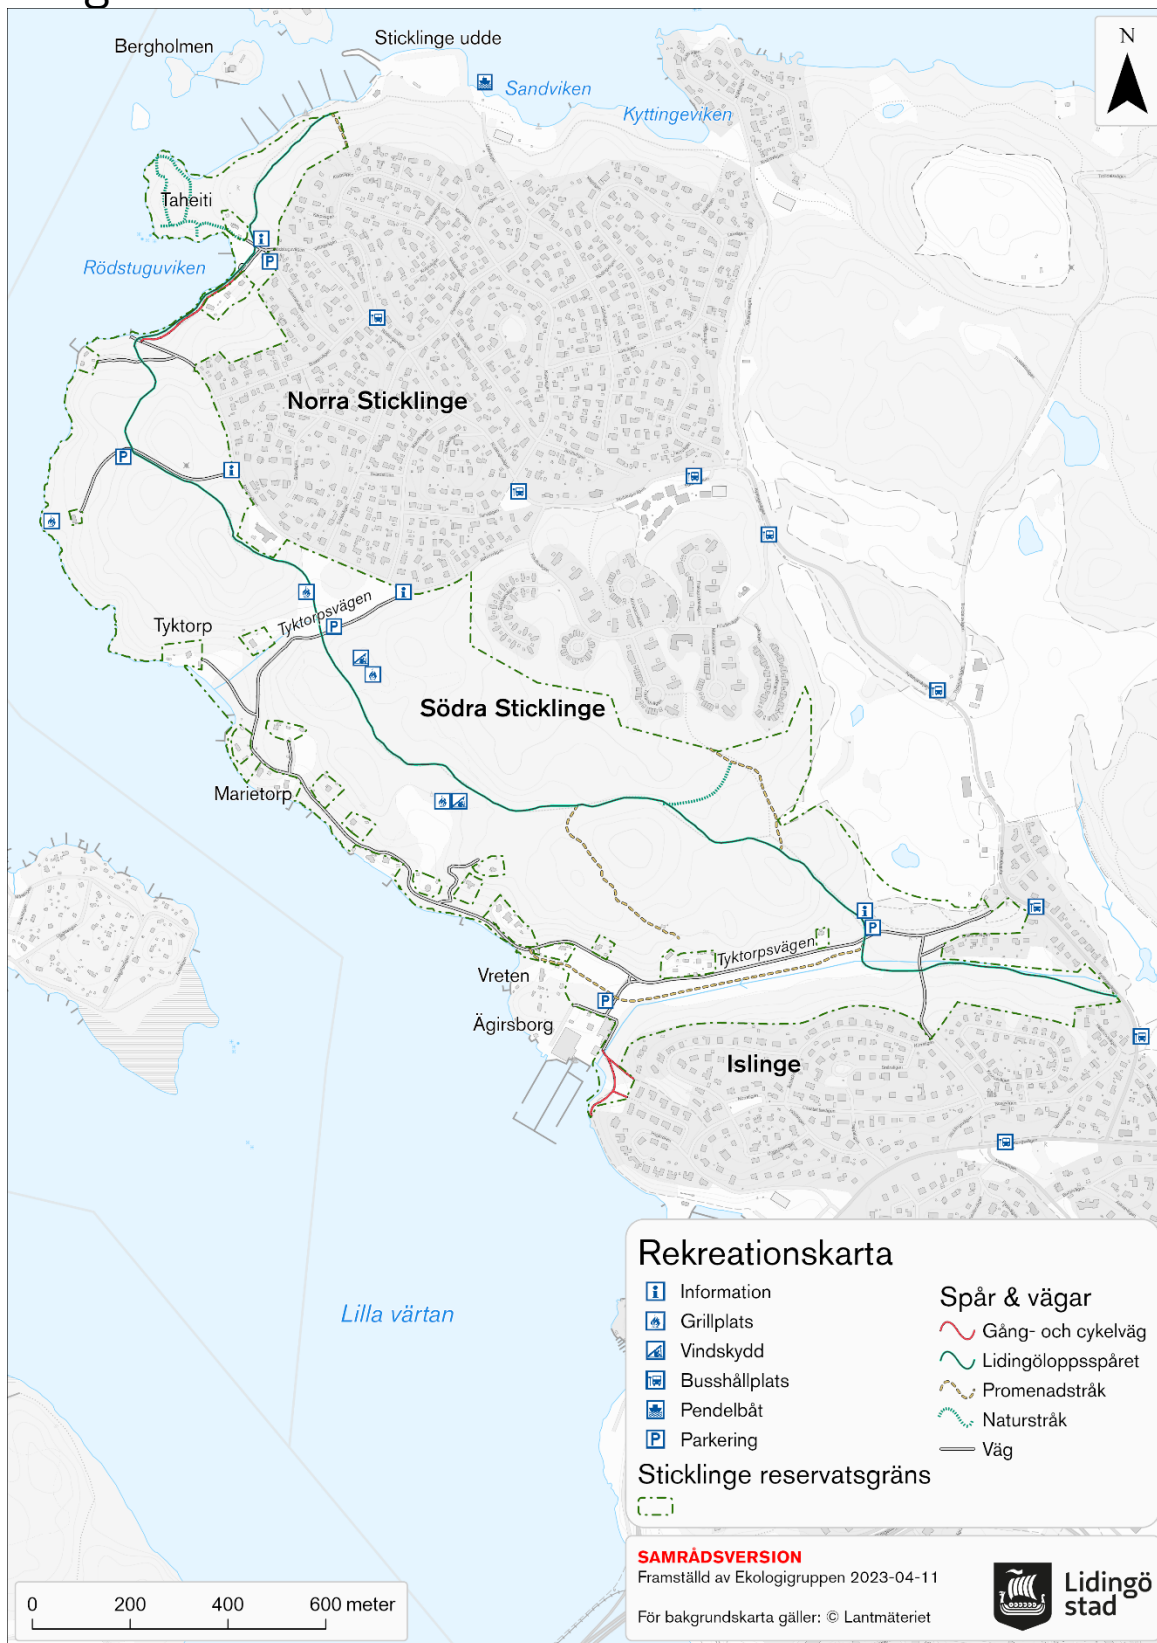 g
Bergholmen
Sticklinge udde
N
Sandviken
Kyttingeviken
Taheiti
Rödstuguviken
Norra Sticklinge
Tyktorpsvägen
Tyktorp
Södra Sticklinge
Marietorp
Tyktorpsvägen
Vreten
Ägirsborg
Islinge
Lilla värtan
Rekreationskarta
Information
Grillplats
Vindskydd
Busshållplats
Pendelbåt
Parkering
Spår & vägar
Gång- och cykelväg
Lidingöloppsspåret
Promenadstråk
Naturstråk
Väg
Sticklinge reservatsgräns
SAMRÅDSVERSION
Framställd av Ekologigruppen 2023-04-11
För bakgrundskarta gäller: © Lantmäteriet
Lidingö
stad
0 200 400 600 meter